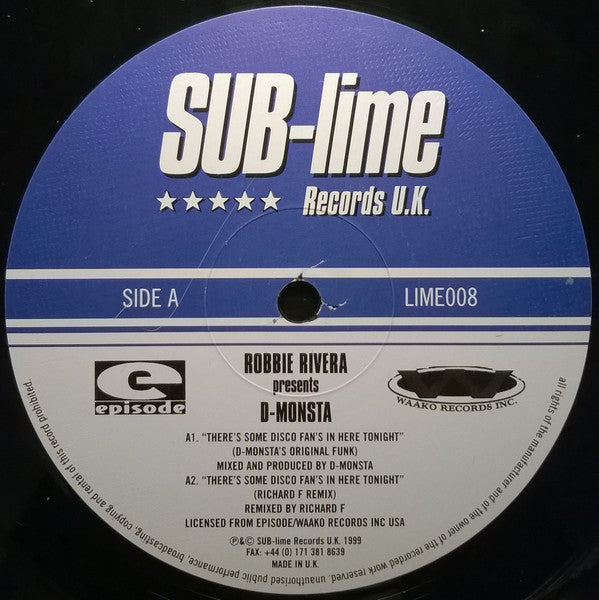 SUB-lime
★★★★★ Records U.K.
SIDE A
LIME008
e
episode
W
WAAKO RECORDS INC.
ROBBIE RIVERA
presents
D-MONSTA
A1. "THERE'S SOME DISCO FAN'S IN HERE TONIGHT"
(D-MONSTA'S ORIGINAL FUNK)
MIXED AND PRODUCED BY D-MONSTA
A2. "THERE'S SOME DISCO FAN'S IN HERE TONIGHT"
(RICHARD F REMIX)
REMIXED BY RICHARD F
LICENSED FROM EPISODE/WAAKO RECORDS INC USA
℗&© SUB-lime Records U.K. 1999
FAX: +44 (0) 171 381 8639
MADE IN U.K.
all rights of the manufacturer and of the owner of the recorded work reserved. unauthorised public performance, broadcasting, copying and rental of this record prohibited.